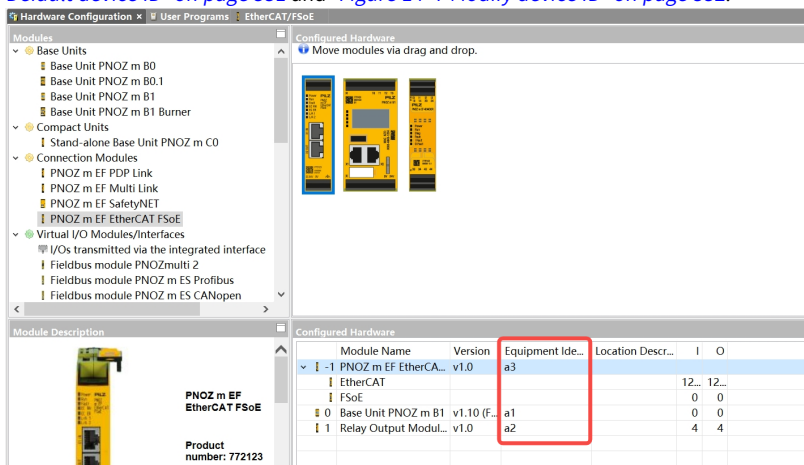 Default device ID" on page 331 and "Figure 21-1 Modify device ID" on page 332.
Hardware Configuration × User Programs EtherCAT/FSoE
Modules
Base Units
Base Unit PNOZ m B0
Base Unit PNOZ m B0.1
Base Unit PNOZ m B1
Base Unit PNOZ m B1 Burner
Compact Units
Stand-alone Base Unit PNOZ m C0
Connection Modules
PNOZ m EF PDP Link
PNOZ m EF Multi Link
PNOZ m EF SafetyNET
PNOZ m EF EtherCAT FSoE
Virtual I/O Modules/Interfaces
I/Os transmitted via the integrated interface
Fieldbus module PNOZmulti 2
Fieldbus module PNOZ m ES Profibus
Fieldbus module PNOZ m ES CANopen
Configured Hardware
Move modules via drag and drop.
Module Description
PNOZ m EF
EtherCAT FSoE
Product
number: 772123
Configured Hardware
Module Name Version Equipment Ide... Location Descr... I O
-1 PNOZ m EF EtherCA... v1.0 a3
EtherCAT 12... 12...
FSoE 0 0
0 Base Unit PNOZ m B1 v1.10 (F... a1 0 0
1 Relay Output Modul... v1.0 a2 4 4